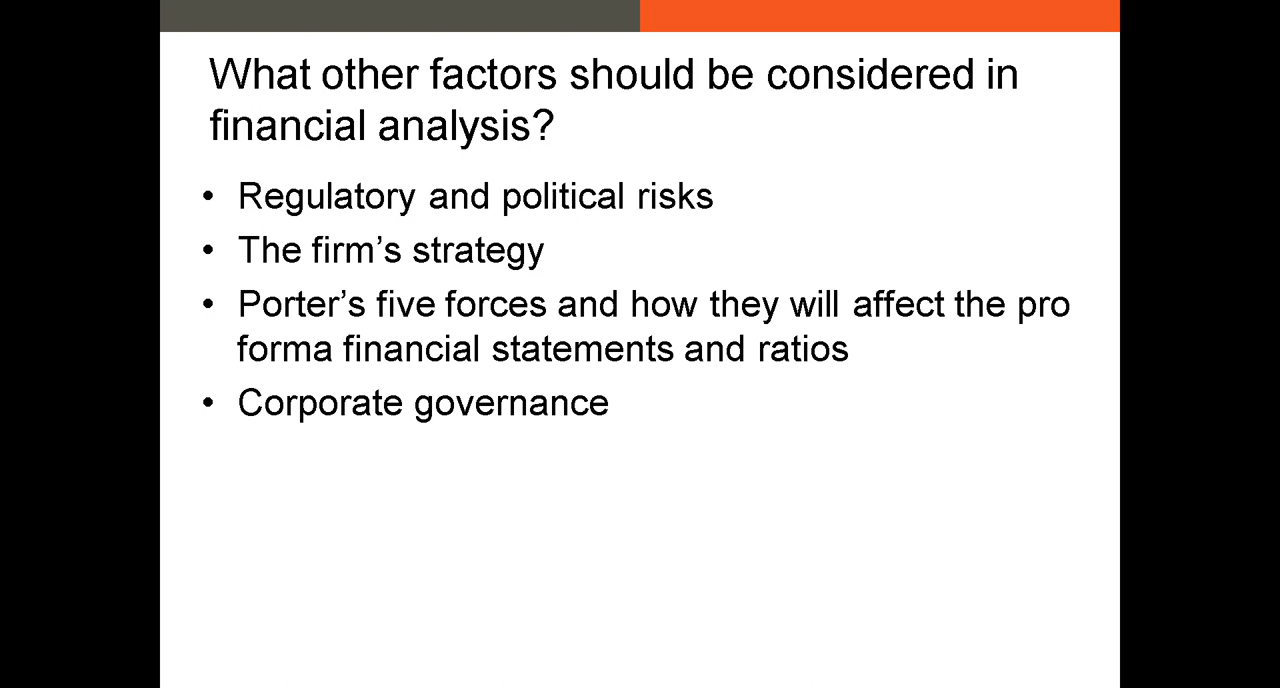 What other factors should be considered in
financial analysis?
• Regulatory and political risks
• The firm’s strategy
• Porter’s five forces and how they will affect the pro
forma financial statements and ratios
• Corporate governance